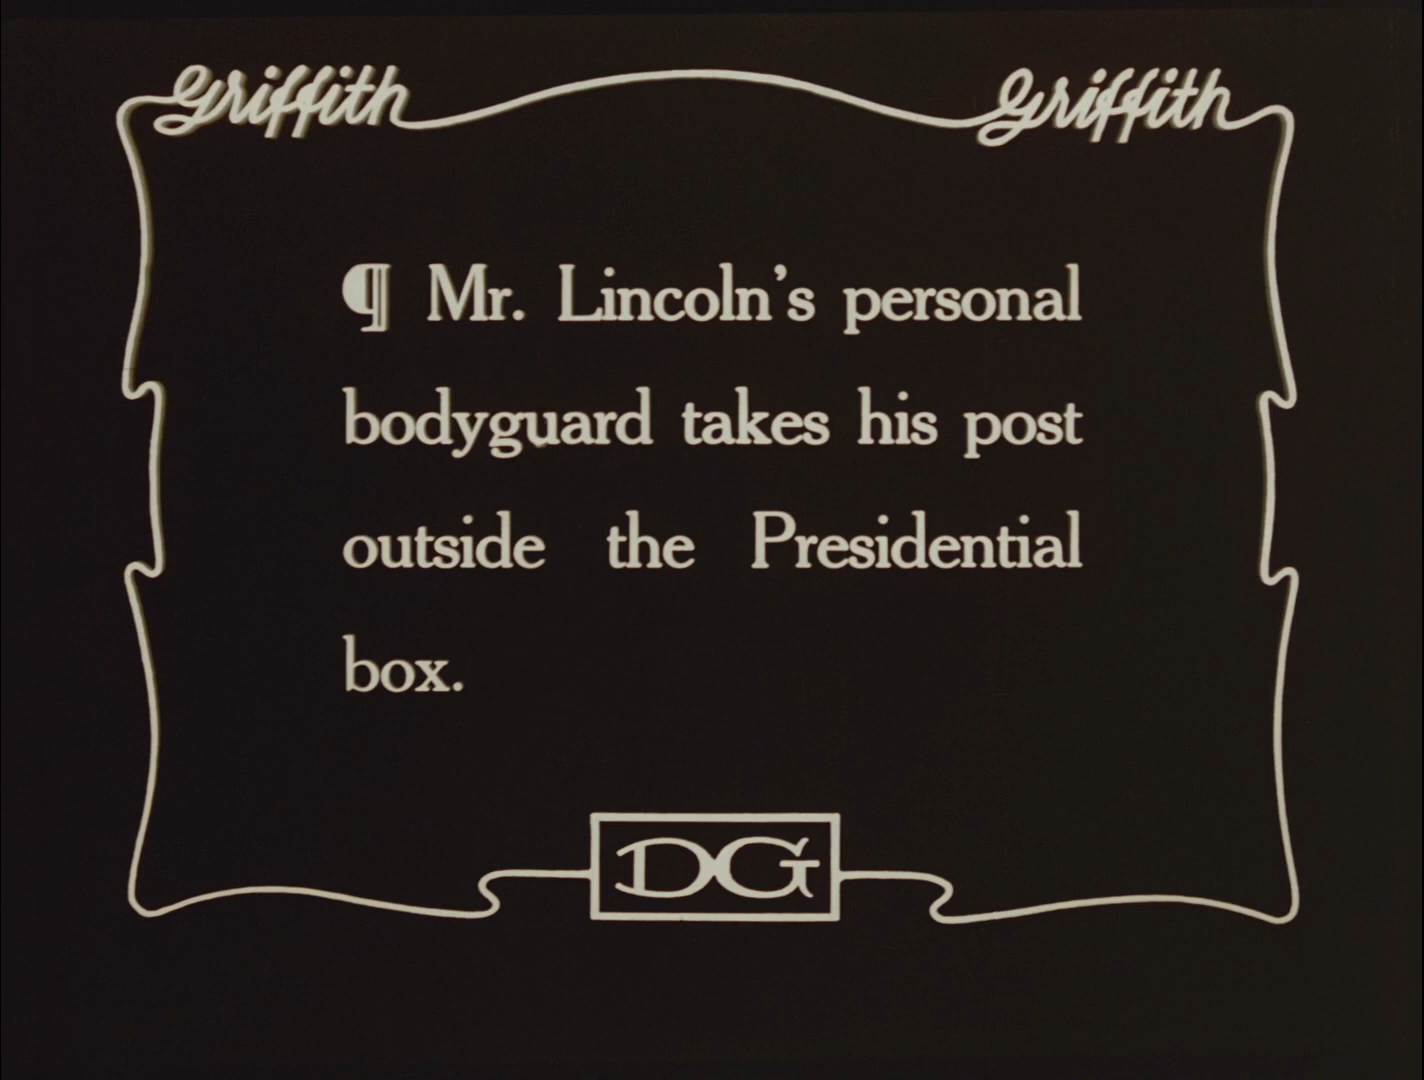 Griffith Griffith
¶ Mr. Lincoln's personal
bodyguard takes his post
outside the Presidential
box.
DG